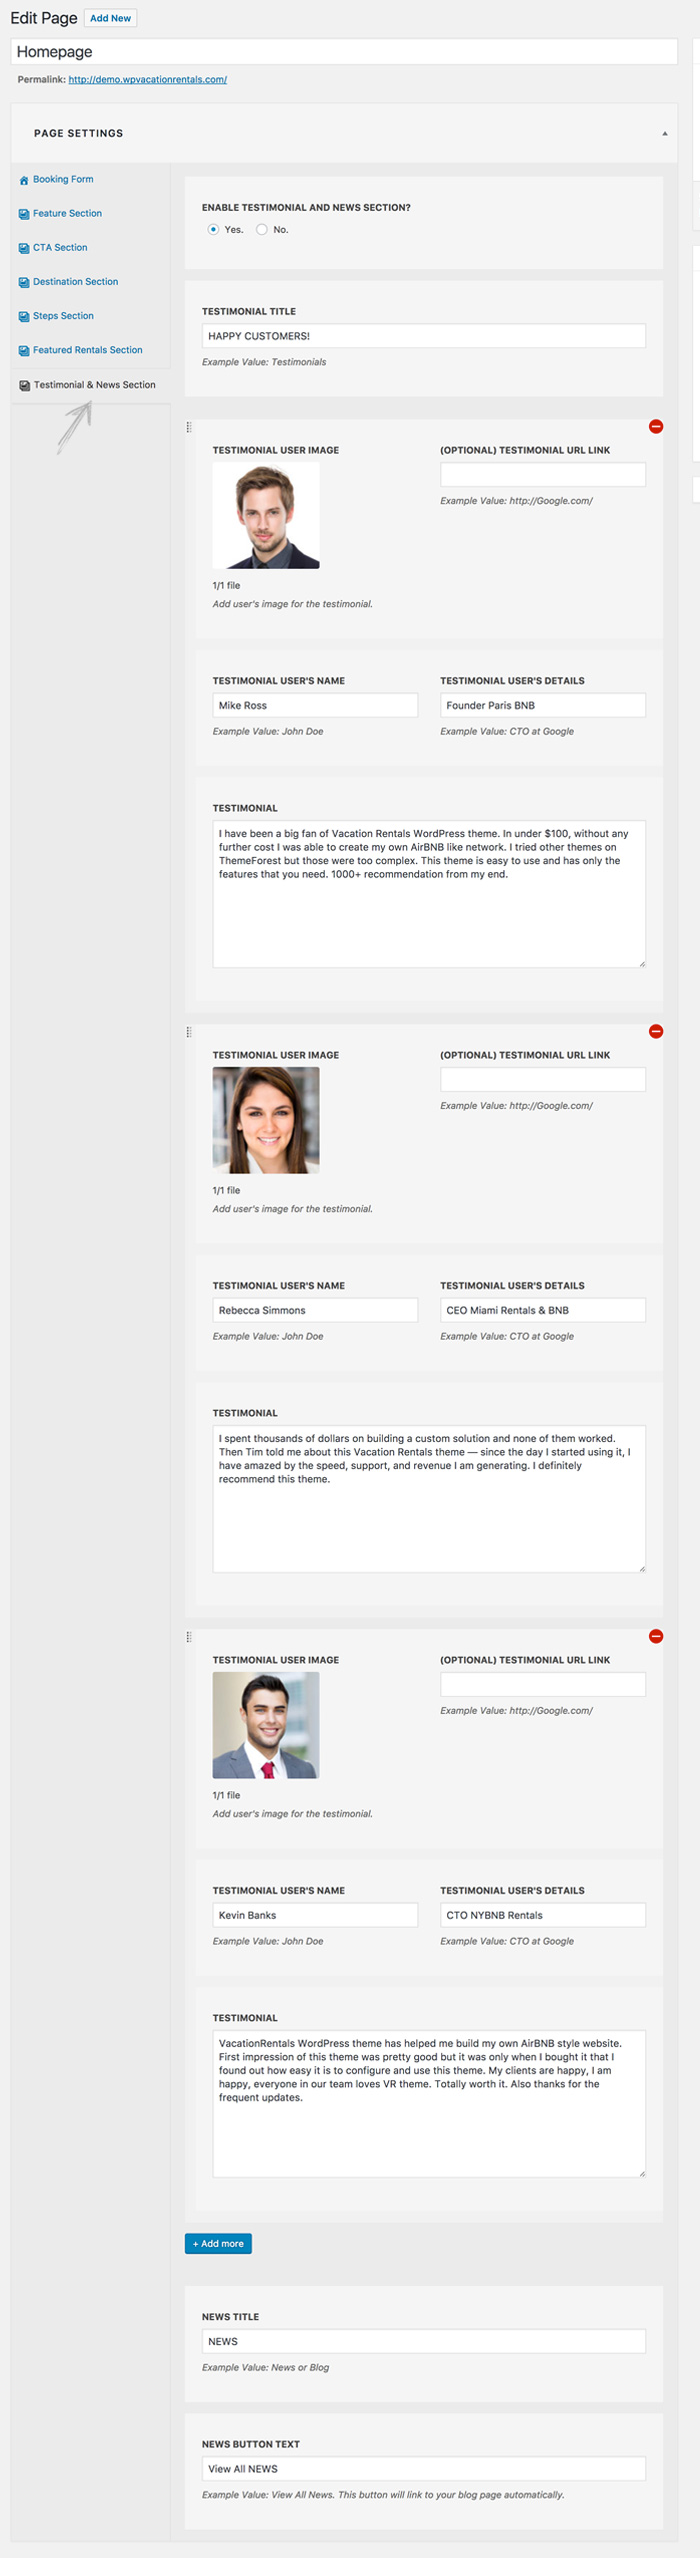 Edit Page Add New
Homepage
Permalink: http://demo.wpvacationrentals.com/
PAGE SETTINGS
Booking Form
Feature Section
CTA Section
Destination Section
Steps Section
Featured Rentals Section
Testimonial & News Section
ENABLE TESTIMONIAL AND NEWS SECTION?
Yes. No.
TESTIMONIAL TITLE
HAPPY CUSTOMERS!
Example Value: Testimonials
TESTIMONIAL USER IMAGE
(OPTIONAL) TESTIMONIAL URL LINK
Example Value: http://Google.com/
1/1 file
Add user's image for the testimonial.
TESTIMONIAL USER'S NAME
Mike Ross
Example Value: John Doe
TESTIMONIAL USER'S DETAILS
Founder Paris BNB
Example Value: CTO at Google
TESTIMONIAL
I have been a big fan of Vacation Rentals WordPress theme. In under $100, without any
further cost I was able to create my own AirBNB like network. I tried other themes on
ThemeForest but those were too complex. This theme is easy to use and has only the
features that you need. 1000+ recommendation from my end.
TESTIMONIAL USER IMAGE
(OPTIONAL) TESTIMONIAL URL LINK
Example Value: http://Google.com/
1/1 file
Add user's image for the testimonial.
TESTIMONIAL USER'S NAME
Rebecca Simmons
Example Value: John Doe
TESTIMONIAL USER'S DETAILS
CEO Miami Rentals & BNB
Example Value: CTO at Google
TESTIMONIAL
I spent thousands of dollars on building a custom solution and none of them worked.
Then Tim told me about this Vacation Rentals theme — since the day I started using it, I
have amazed by the speed, support, and revenue I am generating. I definitely
recommend this theme.
TESTIMONIAL USER IMAGE
(OPTIONAL) TESTIMONIAL URL LINK
Example Value: http://Google.com/
1/1 file
Add user's image for the testimonial.
TESTIMONIAL USER'S NAME
Kevin Banks
Example Value: John Doe
TESTIMONIAL USER'S DETAILS
CTO NYBNB Rentals
Example Value: CTO at Google
TESTIMONIAL
VacationRentals WordPress theme has helped me build my own AirBNB style website.
First impression of this theme was pretty good but it was only when I bought it that I
found out how easy it is to configure and use this theme. My clients are happy, I am
happy, everyone in our team loves VR theme. Totally worth it. Also thanks for the
frequent updates.
+ Add more
NEWS TITLE
NEWS
Example Value: News or Blog
NEWS BUTTON TEXT
View All NEWS
Example Value: View All News. This button will link to your blog page automatically.